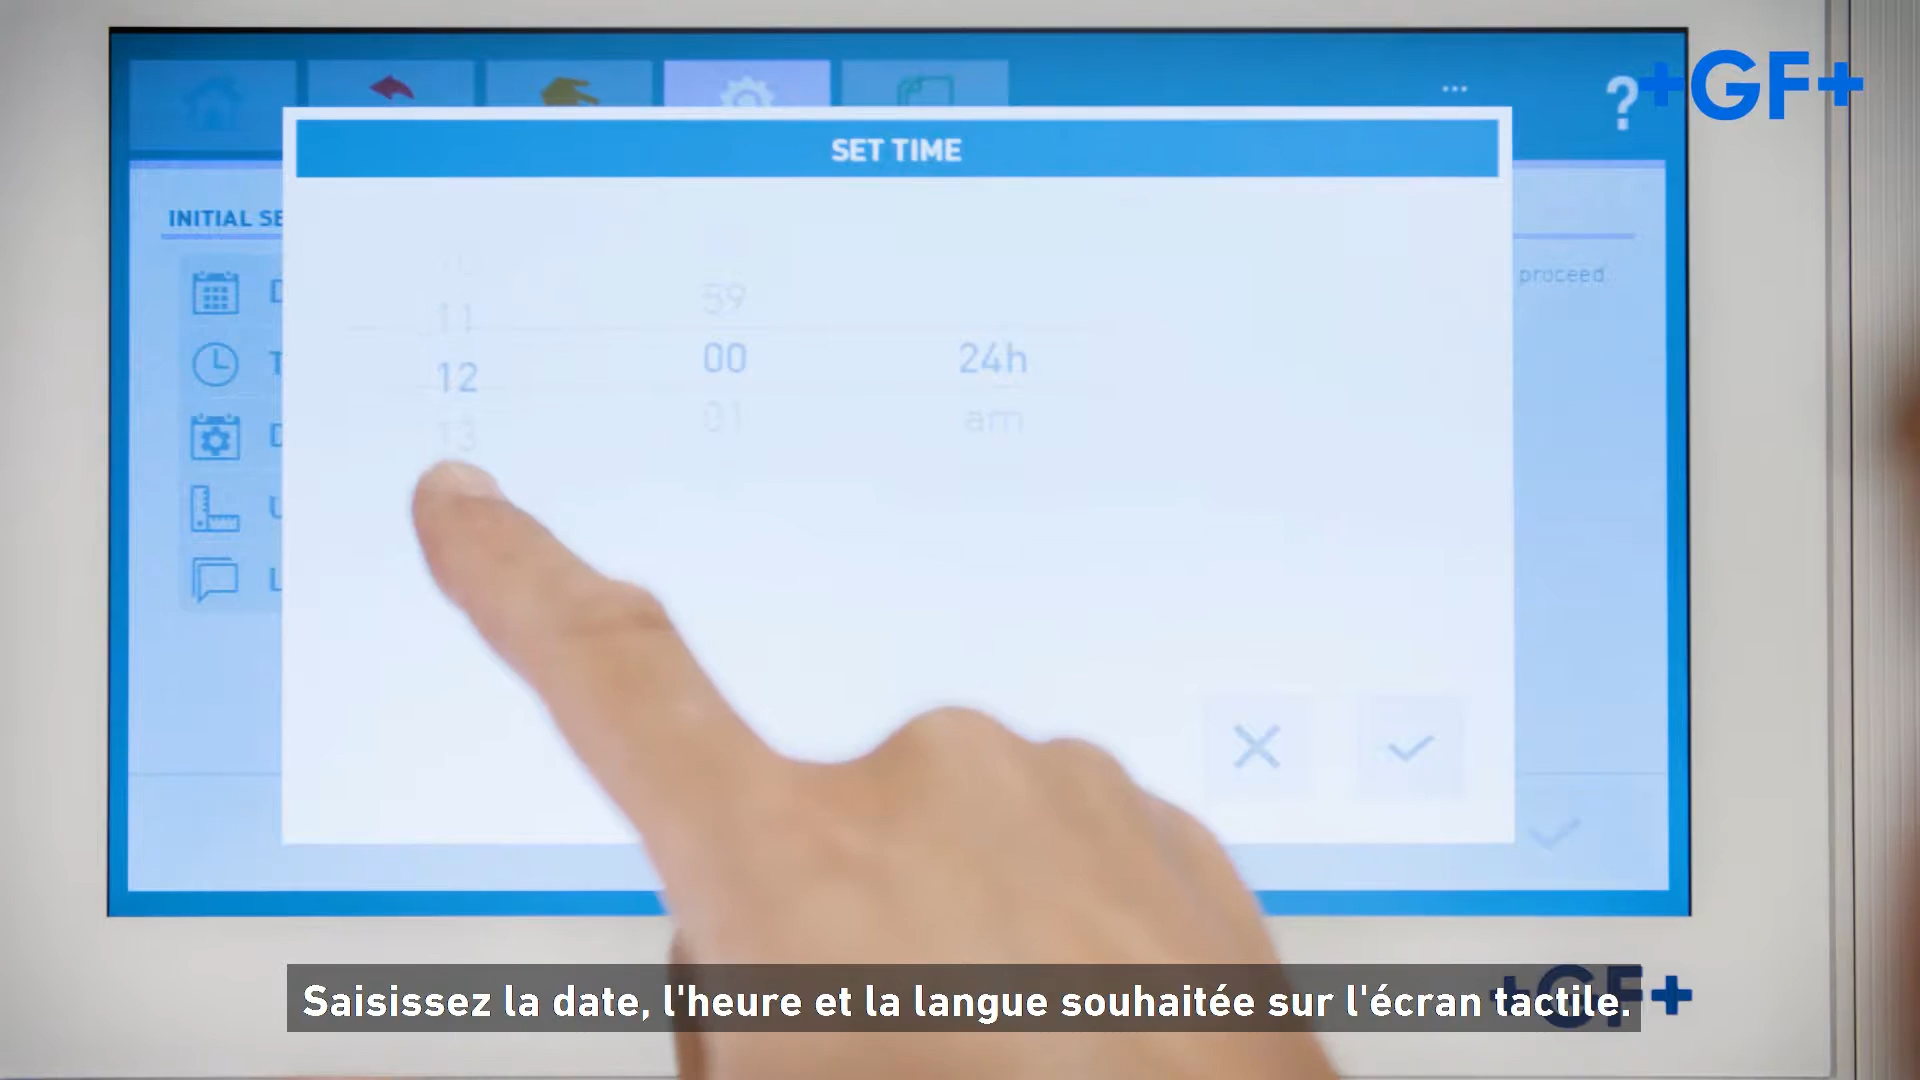 +GF+
?
SET TIME
INITIAL SE
proceed
10
11
59
12
00
24h
13
01
am
+GF+
Saisissez la date, l'heure et la langue souhaitée sur l'écran tactile.